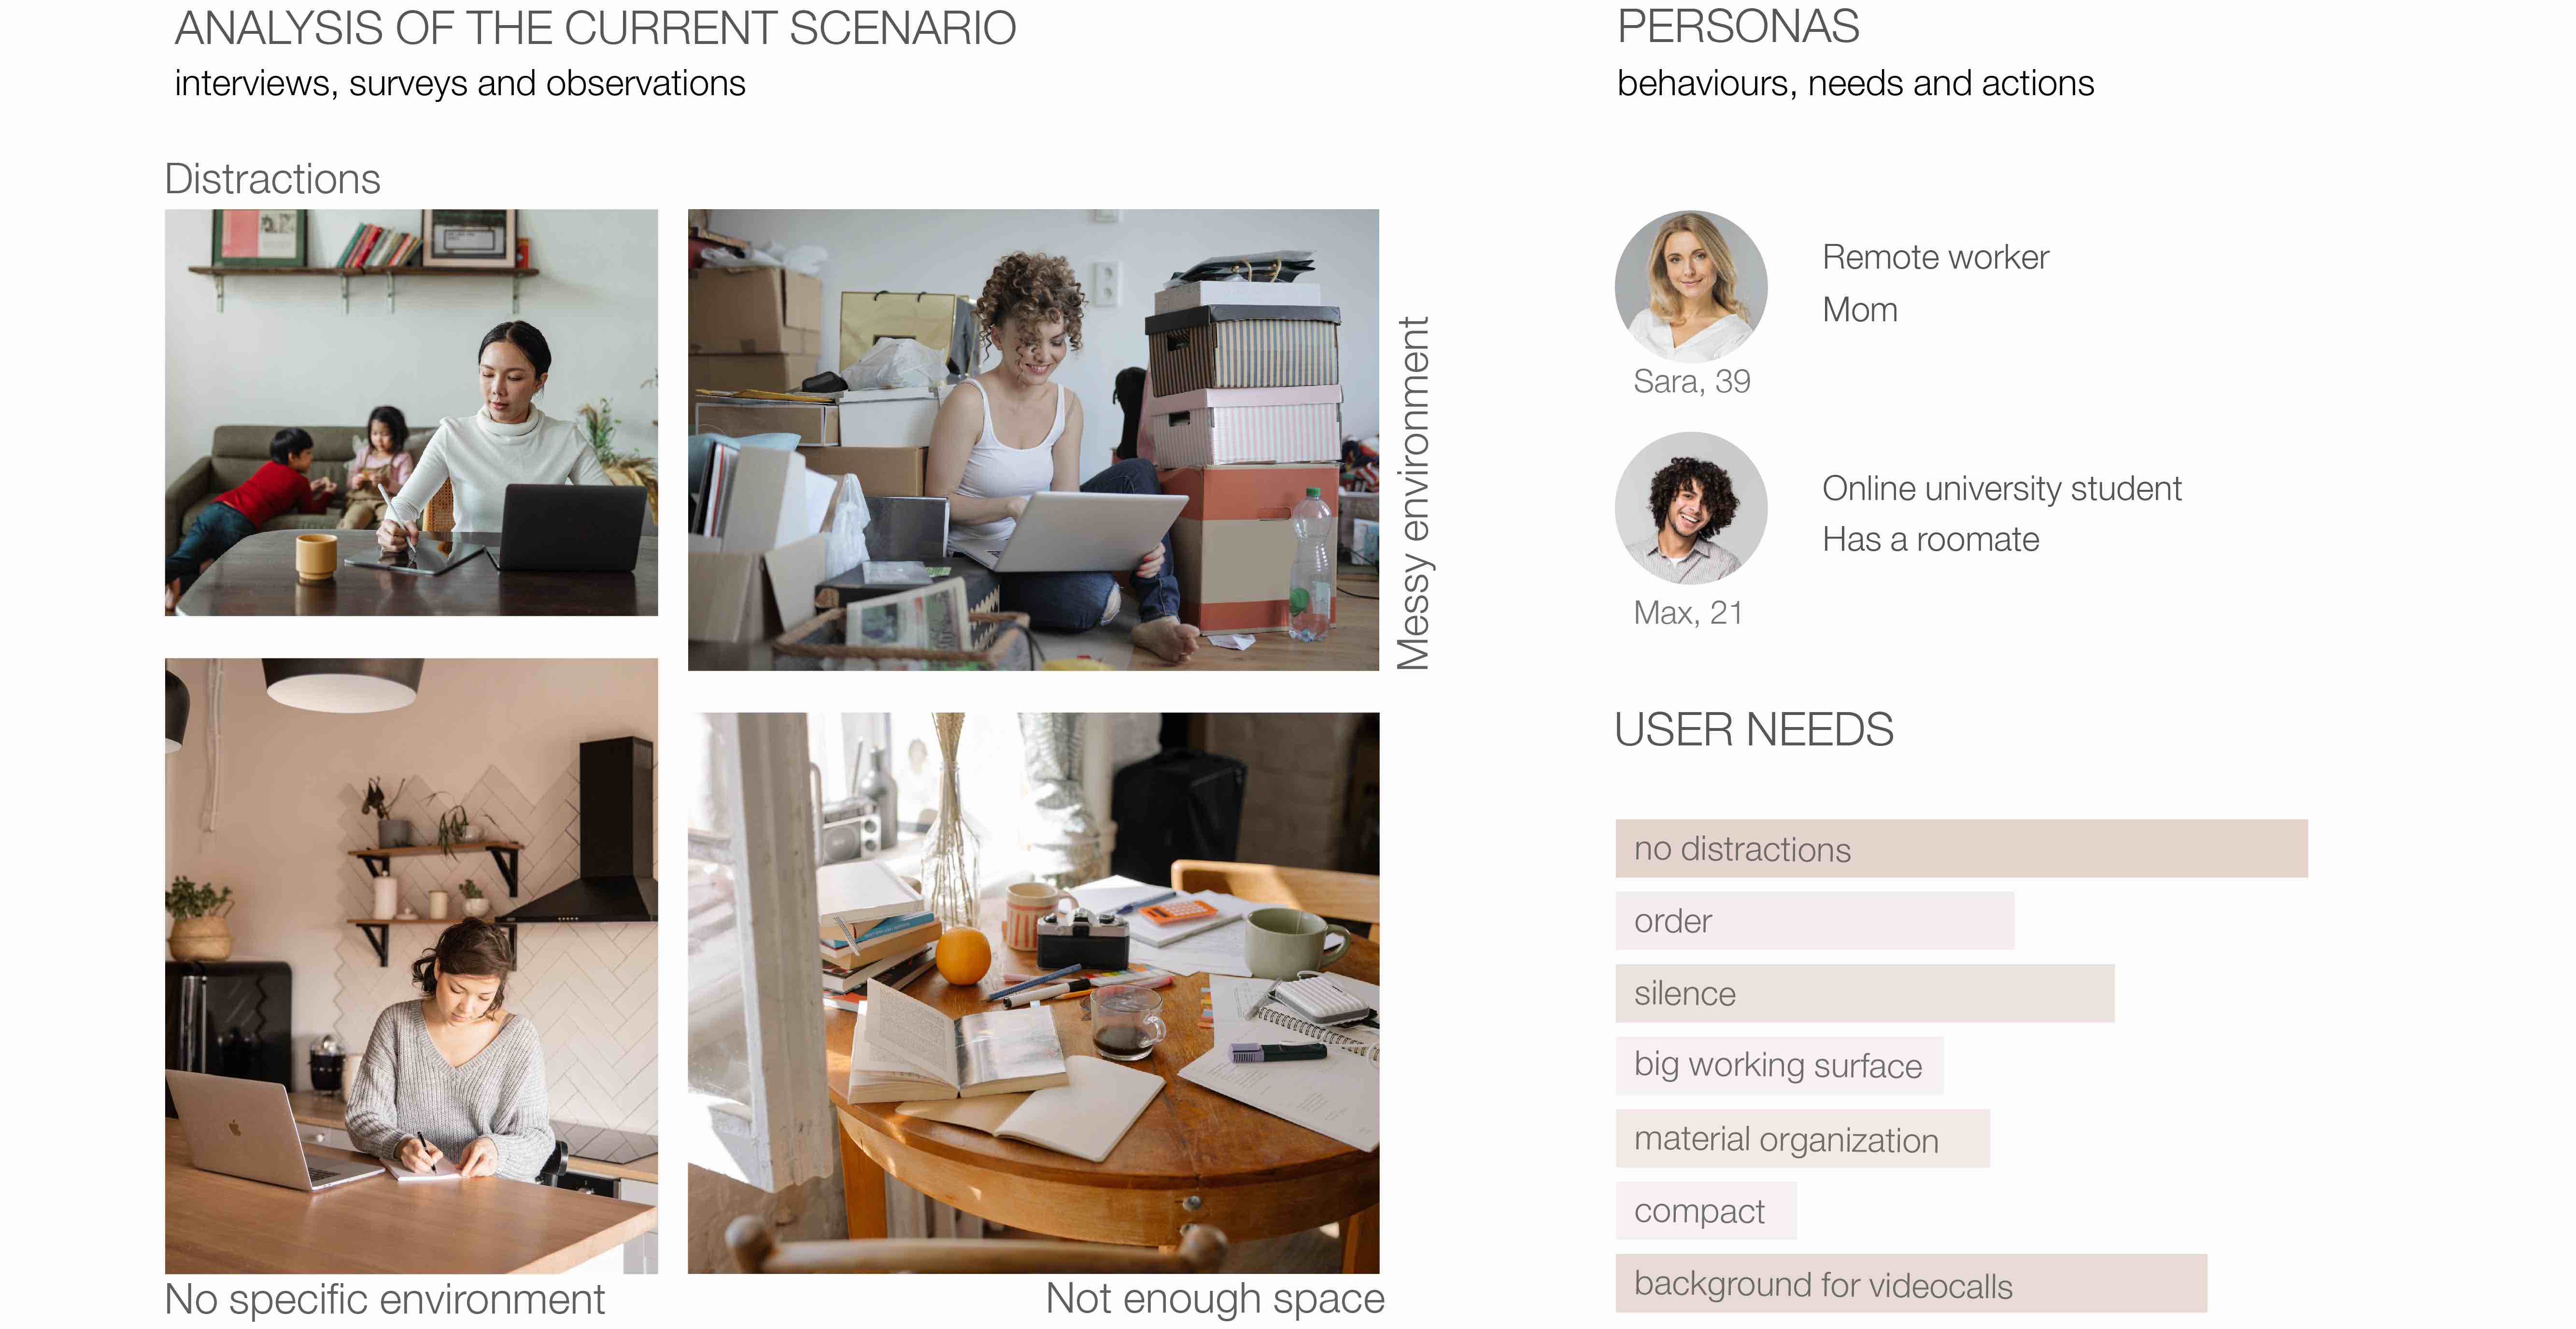 ANALYSIS OF THE CURRENT SCENARIO
interviews, surveys and observations
Distractions
Messy environment
No specific environment
Not enough space
PERSONAS
behaviours, needs and actions
Remote worker
Mom
Sara, 39
Online university student
Has a roomate
Max, 21
USER NEEDS
no distractions
order
silence
big working surface
material organization
compact
background for videocalls